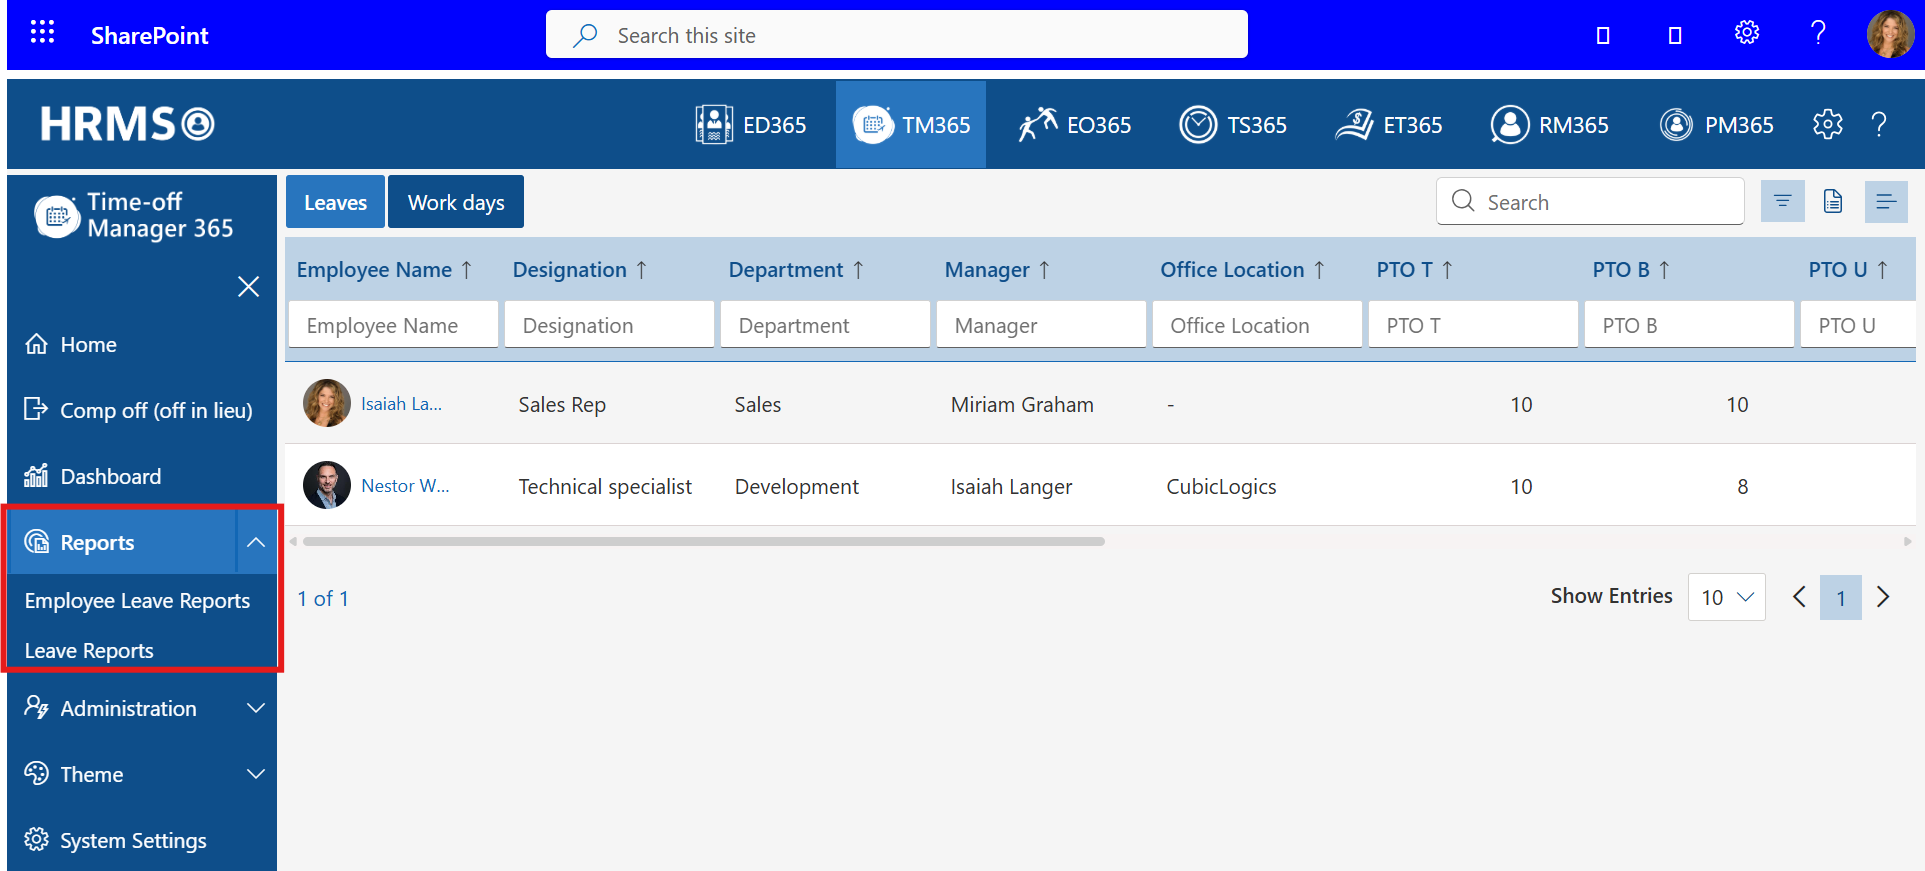 SharePoint
Search this site
HRMS
ED365
TM365
EO365
TS365
ET365
RM365
PM365
Time-off
Manager 365
Leaves
Work days
Search
Employee Name
Designation
Department
Manager
Office Location
PTO T
PTO B
PTO U
Employee Name
Designation
Department
Manager
Office Location
PTO T
PTO B
PTO U
Home
Comp off (off in lieu)
Dashboard
Reports
Employee Leave Reports
Leave Reports
Administration
Theme
System Settings
Isaiah La...
Sales Rep
Sales
Miriam Graham
-
10
10
Nestor W...
Technical specialist
Development
Isaiah Langer
CubicLogics
10
8
1 of 1
Show Entries
10
1